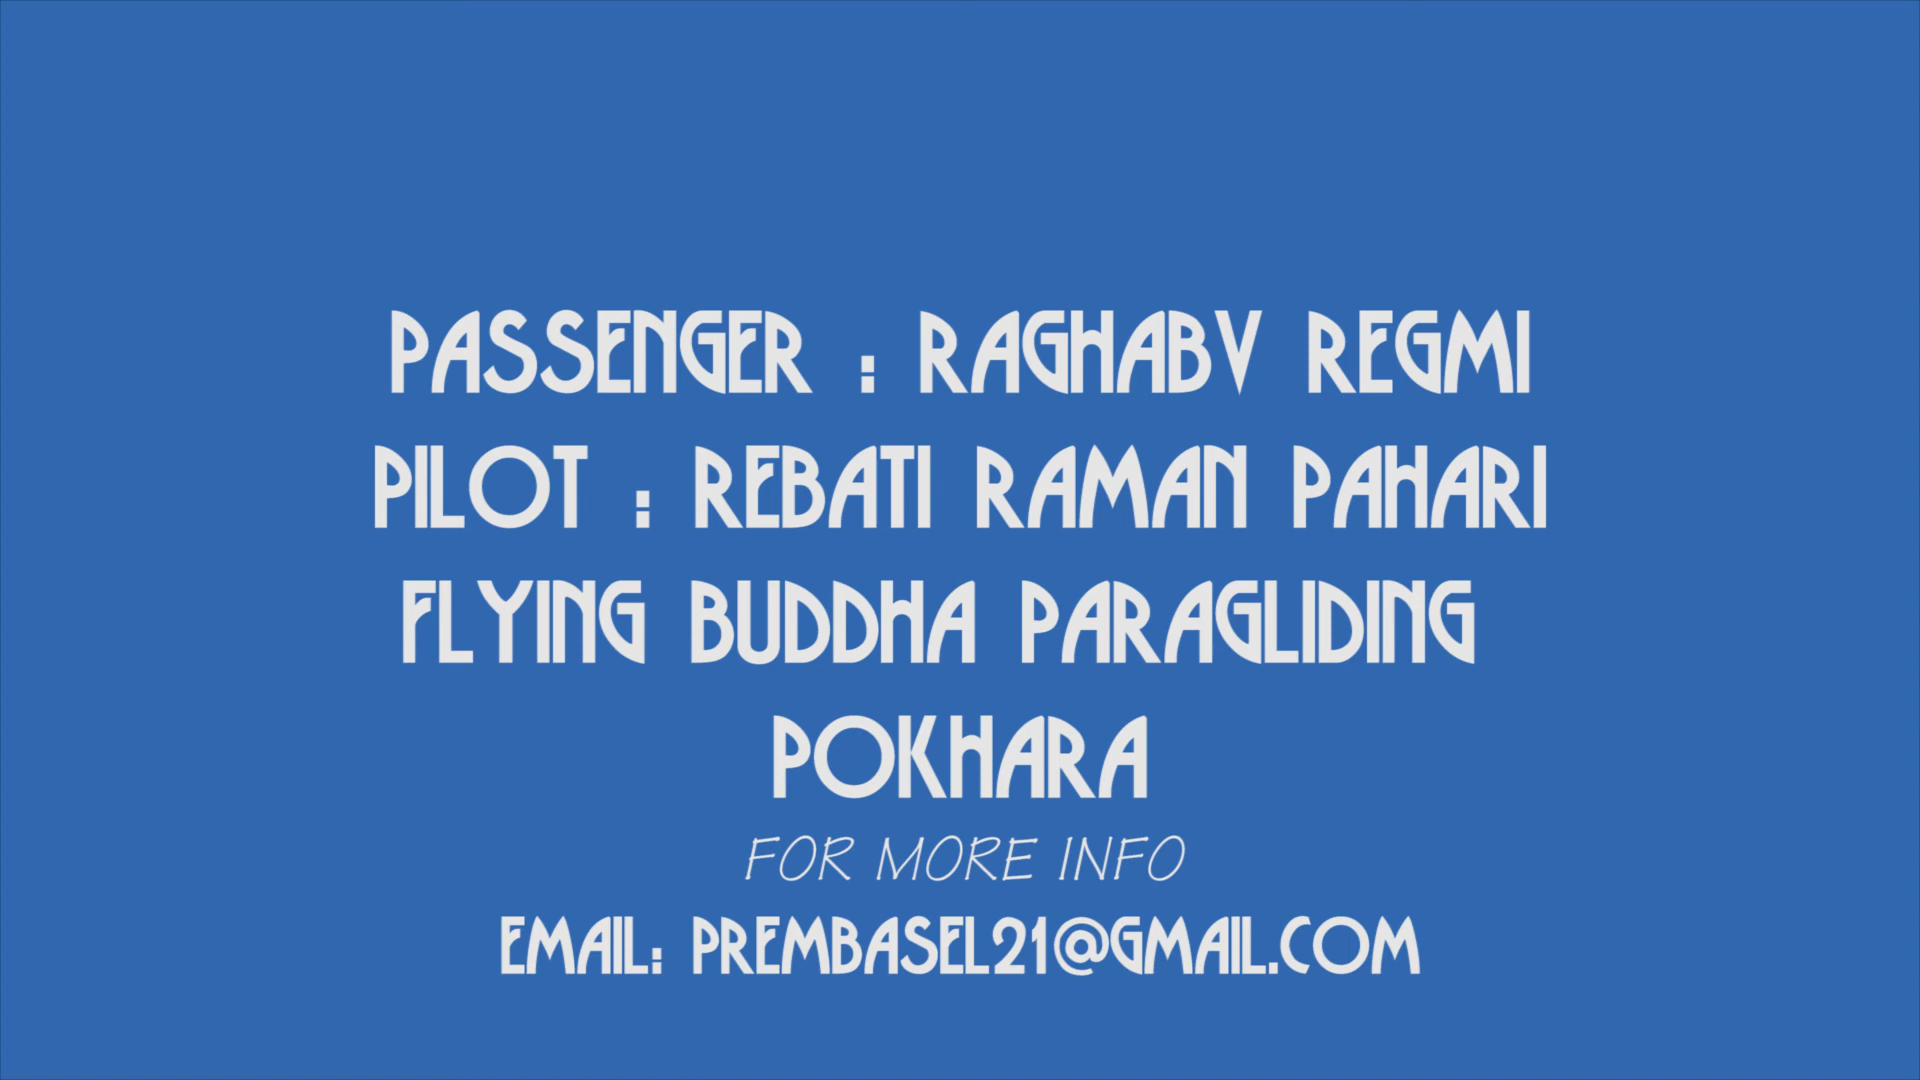 PASSENGER : RAGHABV REGMI
PILOT : REBATI RAMAN PAHARI
FLYING BUDDHA PARAGLIDING
POKHARA
FOR MORE INFO
EMAIL: PREMBASEL21@GMAIL.COM